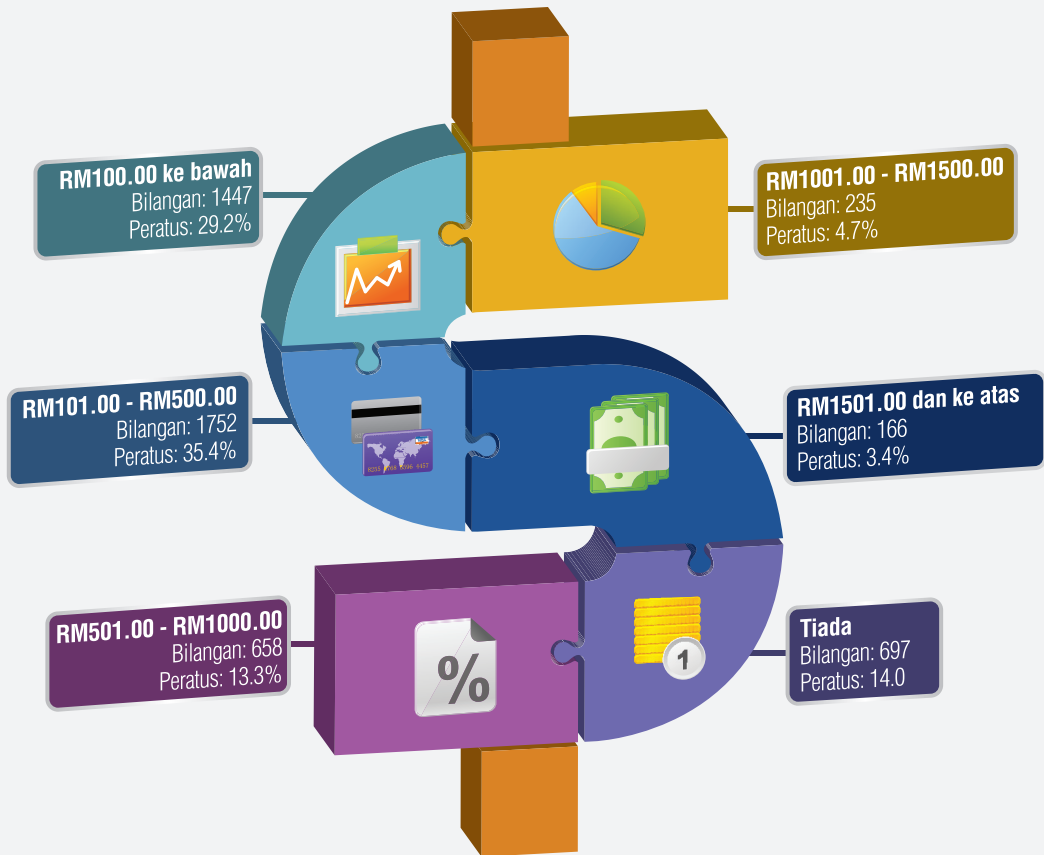 RM100.00 ke bawah
Bilangan: 1447
Peratus: 29.2%
RM101.00 - RM500.00
Bilangan: 1752
Peratus: 35.4%
RM501.00 - RM1000.00
Bilangan: 658
Peratus: 13.3%
RM1001.00 - RM1500.00
Bilangan: 235
Peratus: 4.7%
RM1501.00 dan ke atas
Bilangan: 166
Peratus: 3.4%
Tiada
Bilangan: 697
Peratus: 14.0
%
1